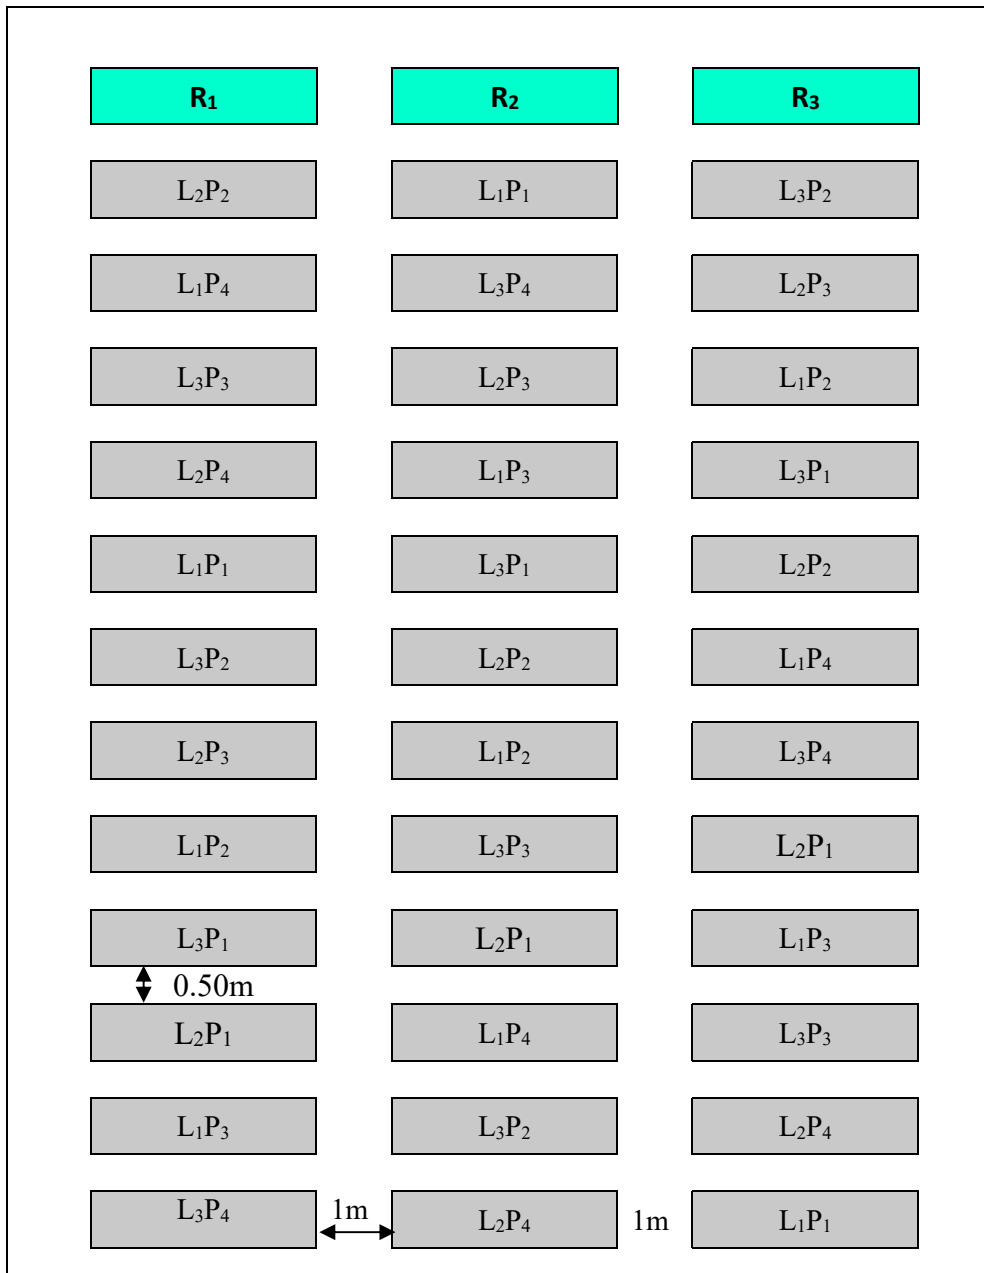 R₁ R₂ R₃
L₂P₂ L₁P₁ L₃P₂
L₁P₄ L₃P₄ L₂P₃
L₃P₃ L₂P₃ L₁P₂
L₂P₄ L₁P₃ L₃P₁
L₁P₁ L₃P₁ L₂P₂
L₃P₂ L₂P₂ L₁P₄
L₂P₃ L₁P₂ L₃P₄
L₁P₂ L₃P₃ L₂P₁
L₃P₁ L₂P₁ L₁P₃
0.50m
L₂P₁ L₁P₄ L₃P₃
L₁P₃ L₃P₂ L₂P₄
L₃P₄ 1m L₂P₄ 1m L₁P₁